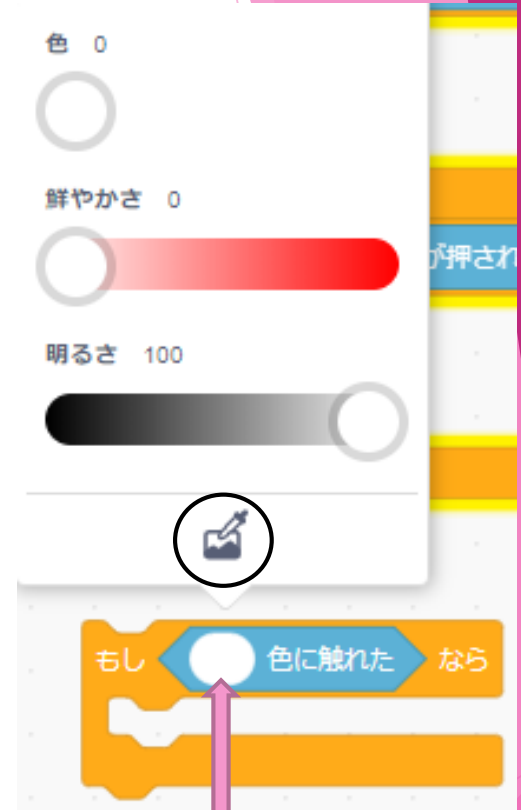 色 0
鮮やかさ 0
が押され
明るさ 100
もし 色に触れた なら